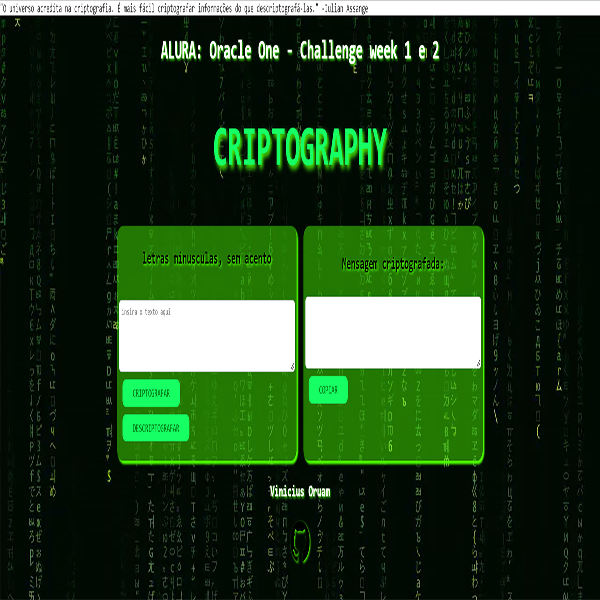 "O universo acredita na criptografia. É mais fácil criptografar informações do que descriptografá-las." -Julian Assange
ALURA: Oracle One - Challenge week 1 e 2
CRIPTOGRAPHY
letras minusculas, sem acento
insira o texto aqui
CRIPTOGRAFAR
DESCRIPTOGRAFAR
Mensagem criptografada:
COPIAR
Vinicius Oruam